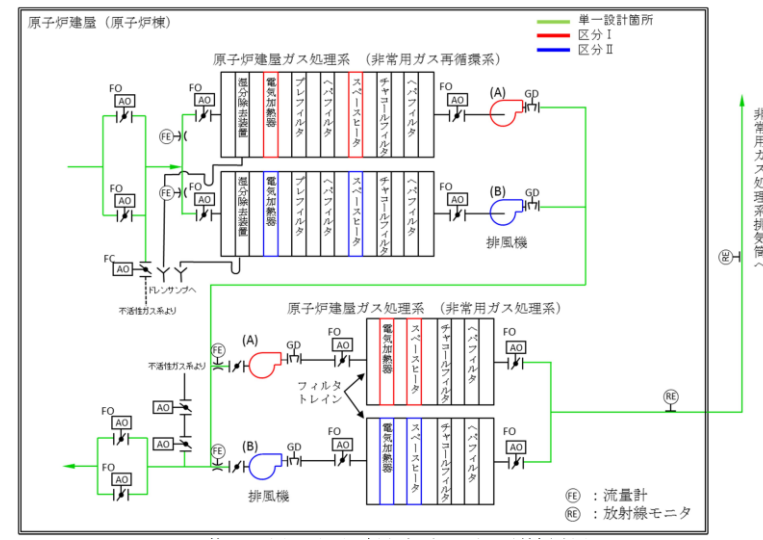 原子炉建屋（原子炉棟）
単一設計箇所
区分Ⅰ
区分Ⅱ
原子炉建屋ガス処理系　（非常用ガス再循環系）
FO
AO
FO
AO
FE
湿分除去装置
電気加熱器
プレフィルタ
ヘパフィルタ
スペースヒータ
チャコールフィルタ
ヘパフィルタ
FO
AO
(A)
GD
FO
AO
FE
FO
AO
湿分除去装置
電気加熱器
プレフィルタ
ヘパフィルタ
スペースヒータ
チャコールフィルタ
ヘパフィルタ
FO
AO
(B)
GD
排風機
FC
AO
ドレンサンプへ
不活性ガス系より
非常用ガス処理系排気筒へ
RE
原子炉建屋ガス処理系　（非常用ガス処理系）
不活性ガス系より
FE
(A)
GD
FO
AO
電気加熱器
スペースヒータ
チャコールフィルタ
ヘパフィルタ
FO
AO
フィルタ
トレイン
RE
AO
AO
FO
AO
FO
AO
FE
(B)
GD
FO
AO
電気加熱器
スペースヒータ
チャコールフィルタ
ヘパフィルタ
FO
AO
排風機
FE：流量計
RE：放射線モニタ